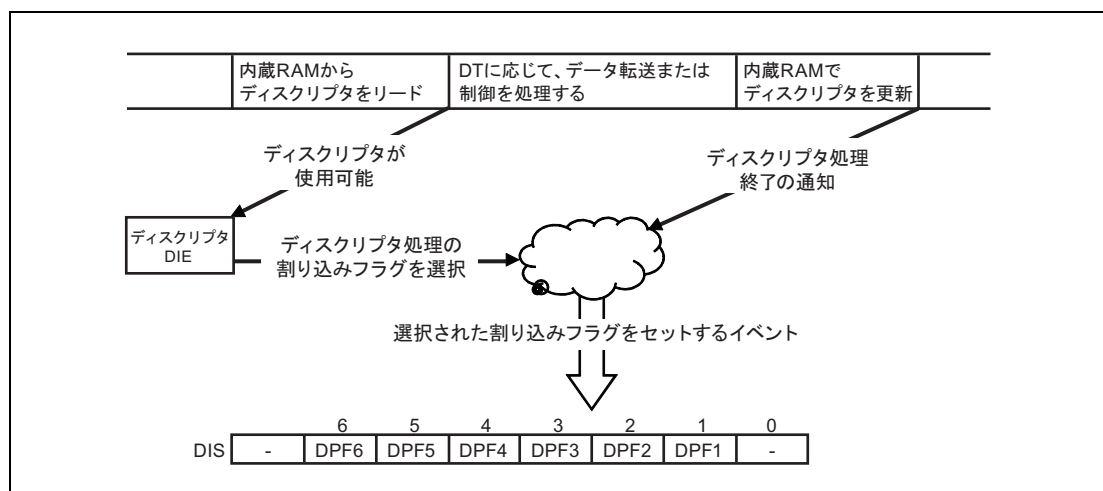 内蔵RAMから
ディスクリプタをリード
DTに応じて、データ転送または
制御を処理する
内蔵RAMで
ディスクリプタを更新
ディスクリプタが
使用可能
ディスクリプタ処理
終了の通知
ディスクリプタ
DIE
ディスクリプタ処理の
割り込みフラグを選択
選択された割り込みフラグをセットするイベント
6 5 4 3 2 1 0
DIS - DPF6 DPF5 DPF4 DPF3 DPF2 DPF1 -